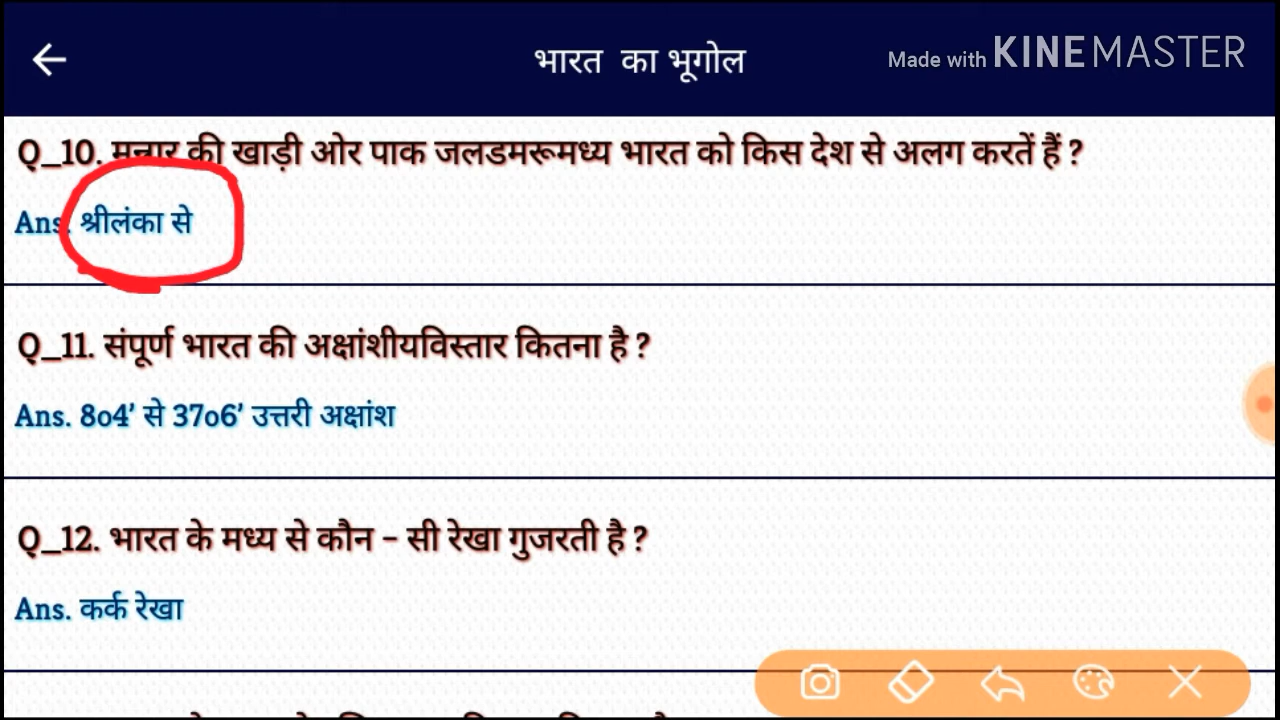 भारत का भूगोल
Made with KINEMASTER
Q_10. मन्नार की खाड़ी ओर पाक जलडमरूमध्य भारत को किस देश से अलग करतें हैं ?
Ans. श्रीलंका से
Q_11. संपूर्ण भारत की अक्षांशीयविस्तार कितना है ?
Ans. 8o4’ से 37o6’ उत्तरी अक्षांश
Q_12. भारत के मध्य से कौन – सी रेखा गुजरती है ?
Ans. कर्क रेखा